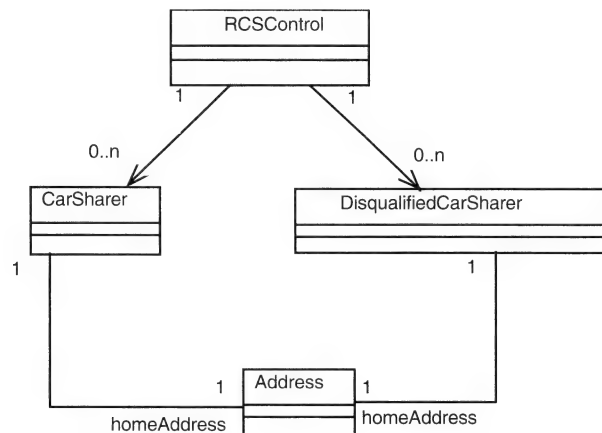 RCSControl
1
1
0..n
0..n
CarSharer
DisqualifiedCarSharer
1
1
1
Address
1
homeAddress
homeAddress